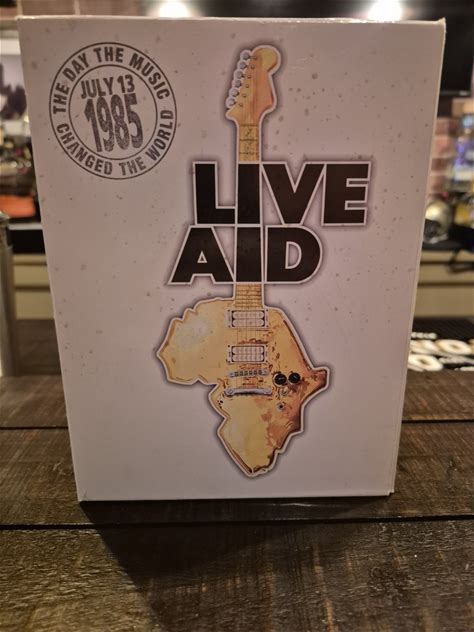 THE DAY THE MUSIC
JULY 13
1985
CHANGED THE WORLD
LIVE
AID